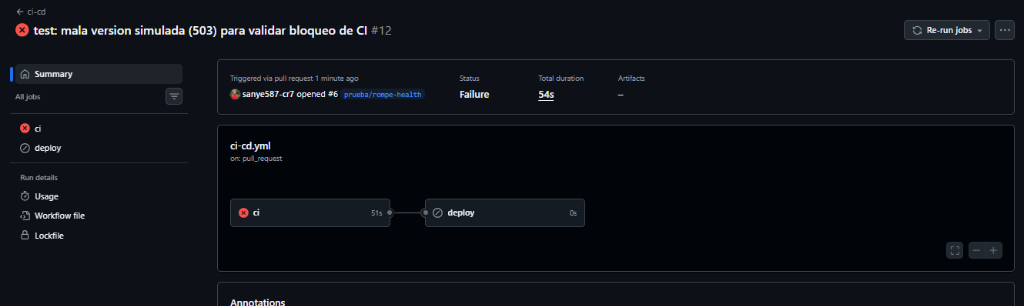 ← ci-cd
test: mala version simulada (503) para validar bloqueo de CI #12
Re-run jobs
Summary
All jobs
ci
deploy
Run details
Usage
Workflow file
Lockfile
Triggered via pull request 1 minute ago
sanye587-cr7 opened #6 prueba/rompe-health
Status
Failure
Total duration
54s
Artifacts
–
ci-cd.yml
on: pull_request
ci 51s
deploy 0s
Annotations